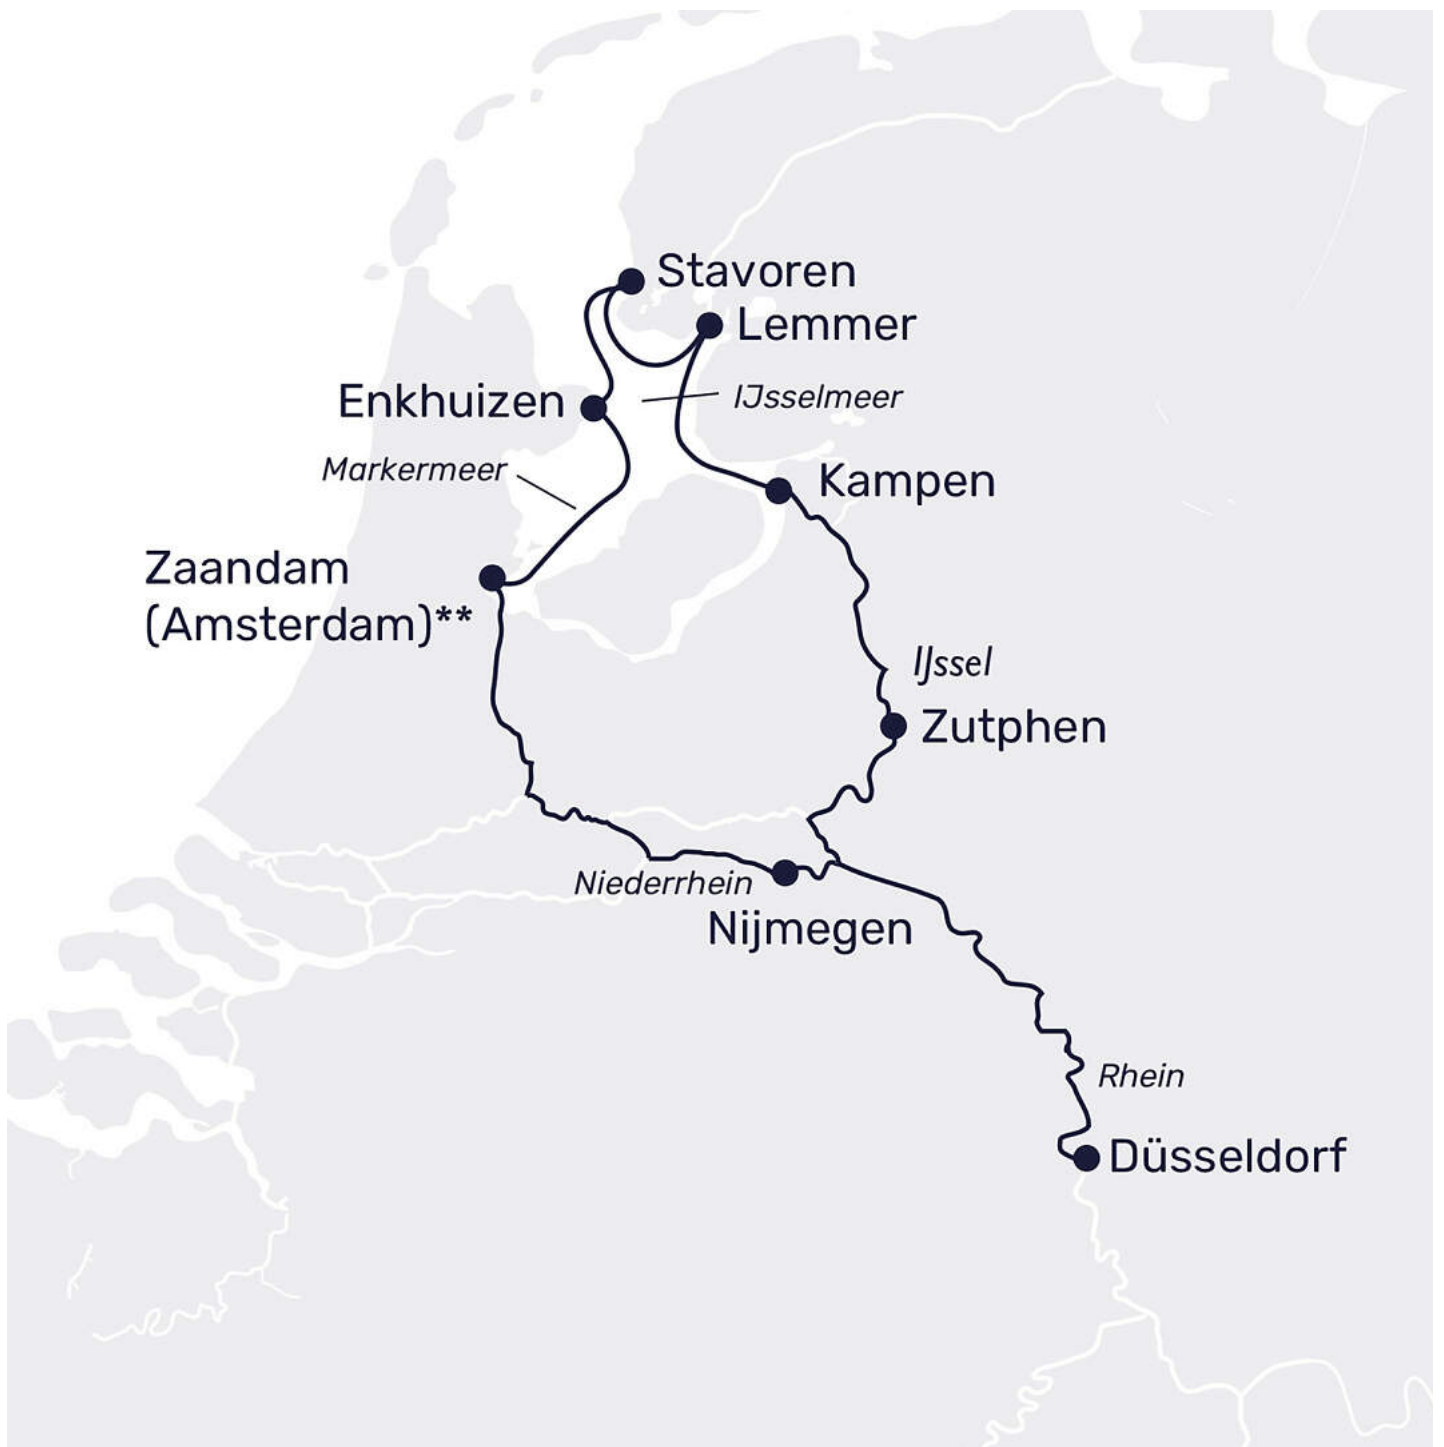 Stavoren
Lemmer
Enkhuizen
IJsselmeer
Markermeer
Kampen
Zaandam
(Amsterdam)**
IJssel
Zutphen
Niederrhein
Nijmegen
Rhein
Düsseldorf